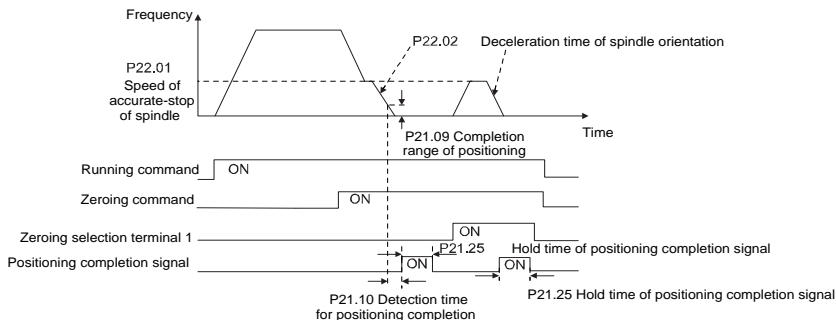 Frequency
P22.02
Deceleration time of spindle orientation
P22.01
Speed of
accurate-stop
of spindle
Time
P21.09 Completion
range of positioning
Running command
ON
Zeroing command
ON
Zeroing selection terminal 1
ON
P21.25
Hold time of positioning completion signal
Positioning completion signal
ON
ON
P21.10 Detection time
for positioning completion
P21.25 Hold time of positioning completion signal